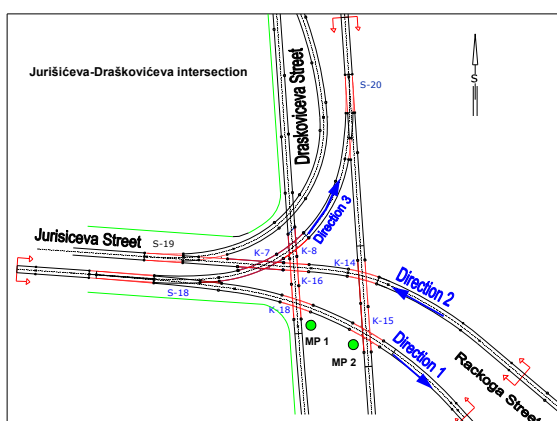 Jurišićeva-Draškovićeva intersection
Draskoviceva Street
S-20
S
Jurisiceva Street
S-19
K-7
K-8
Direction 3
K-14
K-16
S-18
K-18
K-15
Direction 2
MP 1
MP 2
Direction 1
Rackoga Street